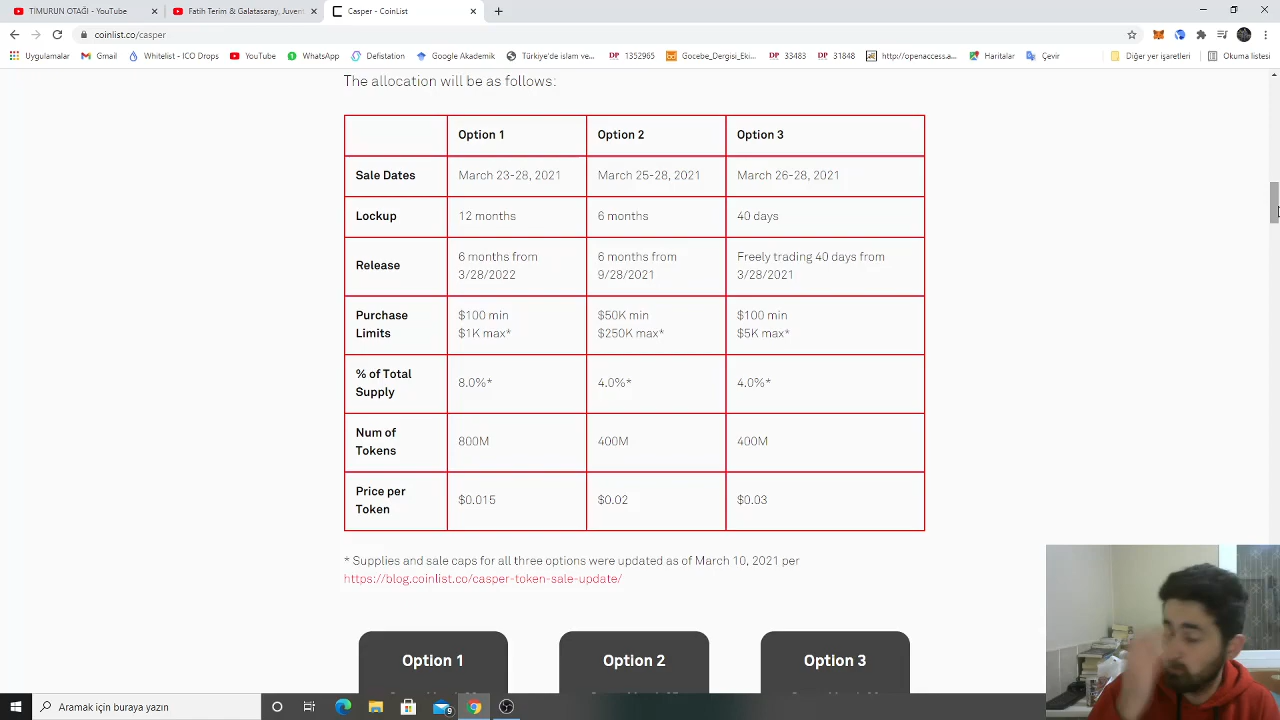 TIMURUN OTAĞI - YouTube
Fatih Terim & Galatasaray, Juven
Casper - CoinList
coinlist.co/casper
Uygulamalar
Gmail
Whitelist - ICO Drops
YouTube
WhatsApp
Defistation
Google Akademik
Türkiye'de islam ve...
DP 1352965
Gocebe_Dergisi_Eki...
DP 33483
DP 31848
http://openaccess.a...
Haritalar
Çevir
Diğer yer işaretleri
Okuma listesi
The allocation will be as follows:
Option 1 Option 2 Option 3
Sale Dates March 23-28, 2021 March 25-28, 2021 March 26-28, 2021
Lockup 12 months 6 months 40 days
Release 6 months from 3/28/2022 6 months from 9/28/2021 Freely trading 40 days from 3/28/2021
Purchase Limits $100 min $1K max* $50K min $250K max* $100 min $5K max*
% of Total Supply 8.0%* 4.0%* 4.0%*
Num of Tokens 800M 400M 400M
Price per Token $0.015 $0.02 $0.03
* Supplies and sale caps for all three options were updated as of March 10, 2021 per
https://blog.coinlist.co/casper-token-sale-update/
Option 1 Option 2 Option 3
Aramak için buraya yazın
9